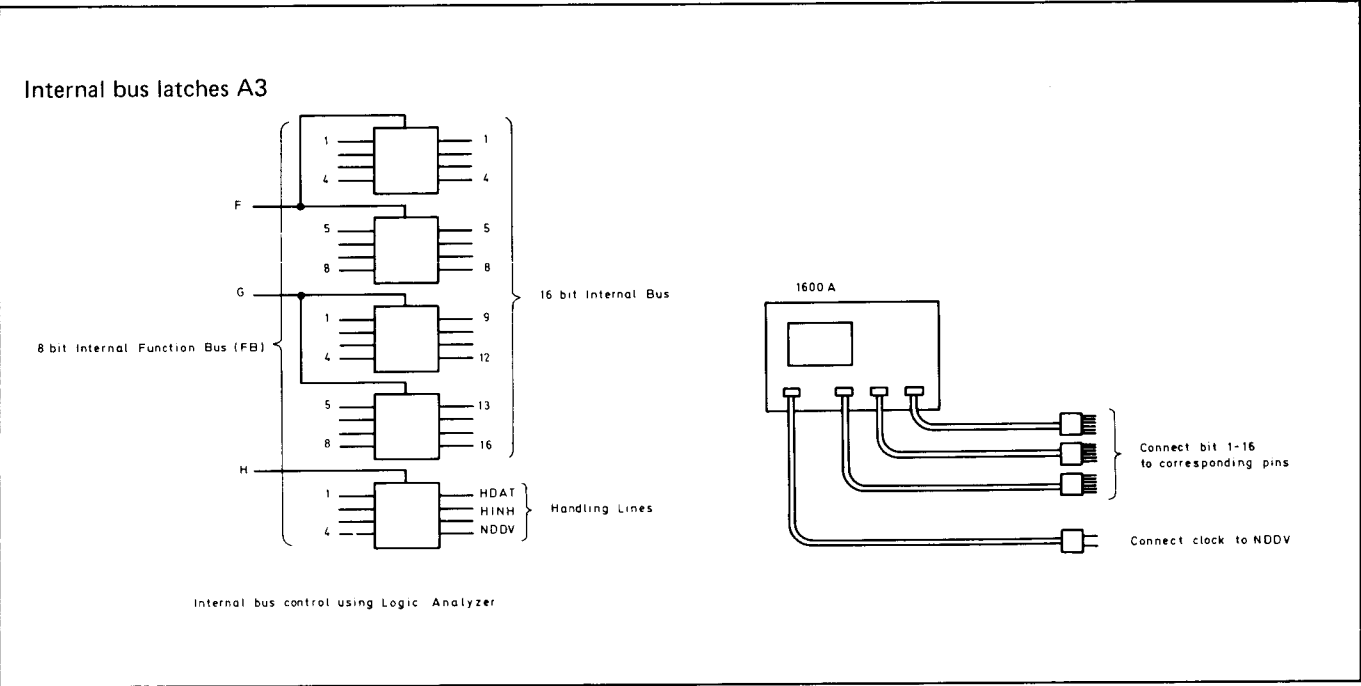 Internal bus latches A3
1 1
4 4
F
5 5
8 8
G
16 bit Internal Bus
1 9
8 bit Internal Function Bus (FB)
4 12
5 13
8 16
H
1 HDAT
HINH
Handling Lines
4 NDDV
Internal bus control using Logic Analyzer
1600 A
Connect bit 1-16
to corresponding pins
Connect clock to NDDV